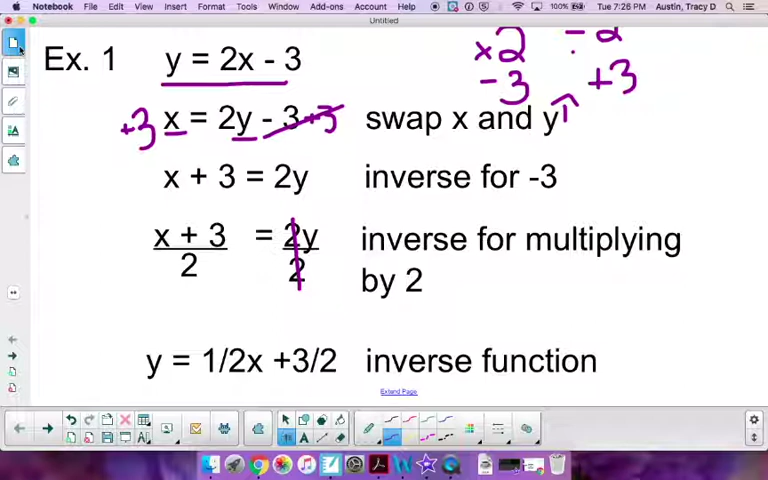 Notebook File Edit View Insert Format Tools Math Add-ons Account Help 100% Tue 7:26 PM Austin, Tracy D
Untitled
Ex. 1 y = 2x - 3
×2 ÷2
-3 +3
+3 x = 2y - 3 +3 swap x and y
x + 3 = 2y inverse for -3
x + 3 = 2y inverse for multiplying
2 2 by 2
y = 1/2x +3/2 inverse function
Extend Page